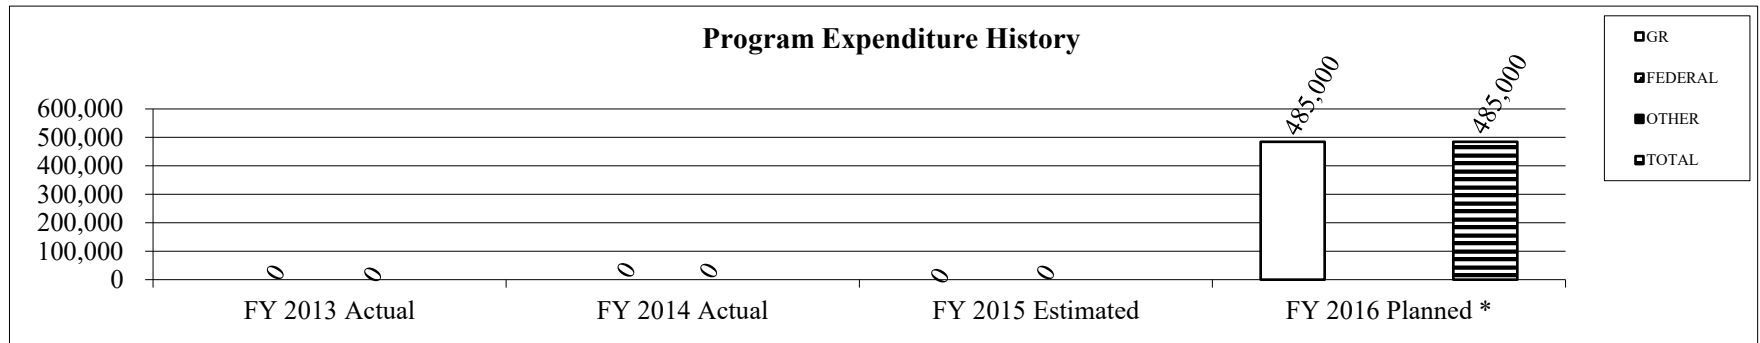 Program Expenditure History
GR
FEDERAL
OTHER
TOTAL
600,000
500,000
400,000
300,000
200,000
100,000
0
0
0
0
0
0
0
485,000
485,000
FY 2013 Actual
FY 2014 Actual
FY 2015 Estimated
FY 2016 Planned *